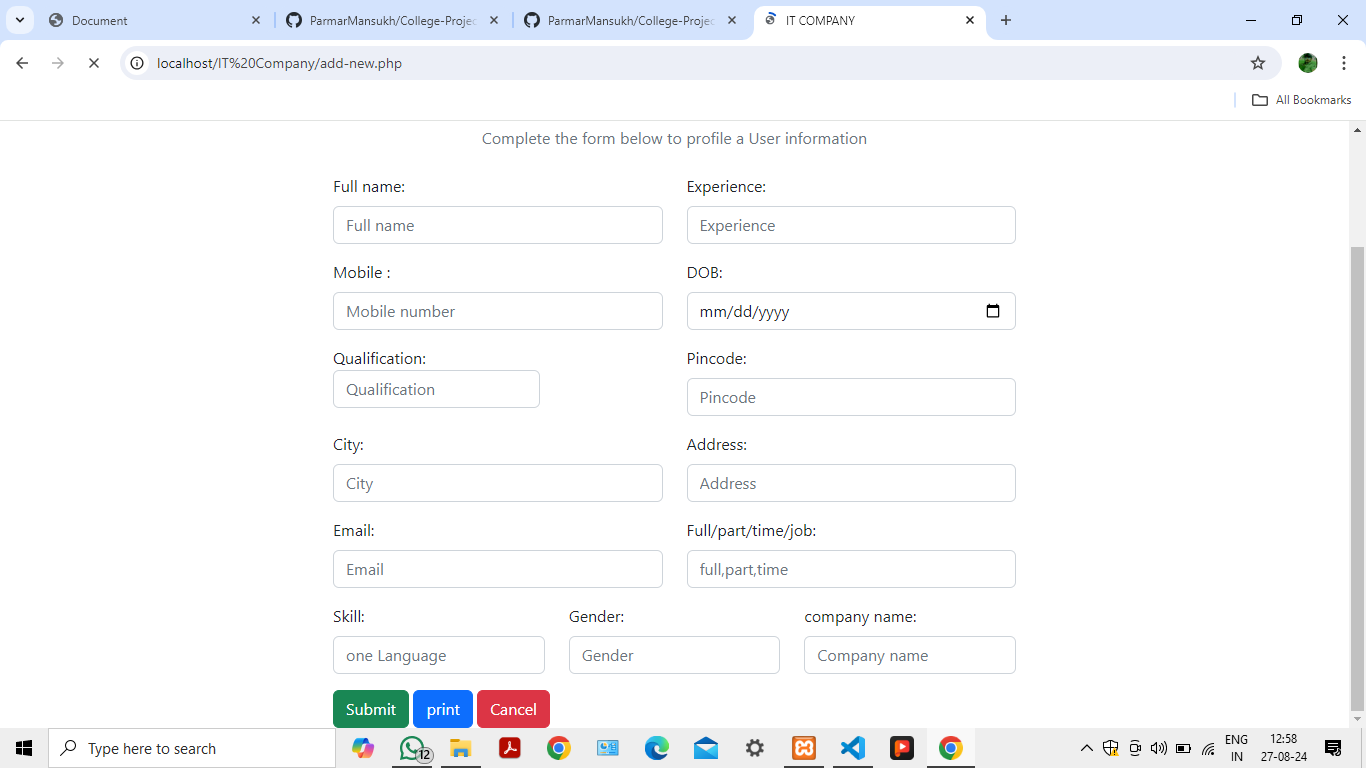 Document
ParmarMansukh/College-Projec
ParmarMansukh/College-Projec
IT COMPANY
localhost/IT%20Company/add-new.php
All Bookmarks
Complete the form below to profile a User information
Full name:
Experience:
Full name
Experience
Mobile :
DOB:
Mobile number
mm/dd/yyyy
Qualification:
Pincode:
Qualification
Pincode
City:
Address:
City
Address
Email:
Full/part/time/job:
Email
full,part,time
Skill:
Gender:
company name:
one Language
Gender
Company name
Submit
print
Cancel
Type here to search
12
ENG
IN
12:58
27-08-24